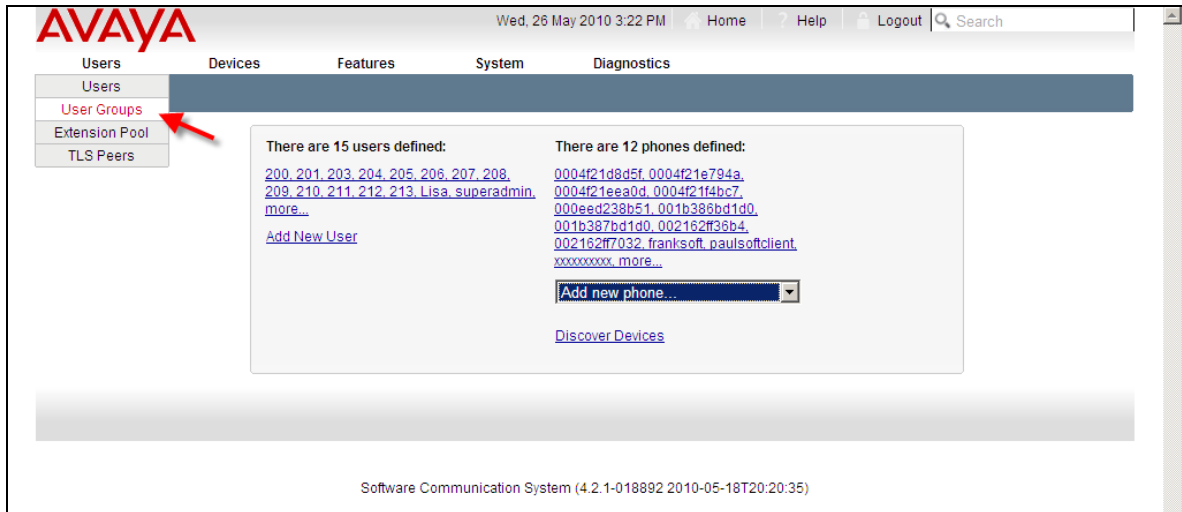 AVAYA
Wed, 26 May 2010 3:22 PM Home ? Help Logout Search
Users Devices Features System Diagnostics
Users
User Groups
Extension Pool
TLS Peers
There are 15 users defined:
200, 201, 203, 204, 205, 206, 207, 208,
209, 210, 211, 212, 213, Lisa, superadmin,
more...
Add New User
There are 12 phones defined:
0004f21d8d5f, 0004f21e794a,
0004f21eea0d, 0004f21f4bc7,
000eed238b51, 001b386bd1d0,
001b387bd1d0, 002162ff36b4,
002162ff7032, franksoft, paulsoftclient,
xxxxxxxxxx, more...
Add new phone...
Discover Devices
Software Communication System (4.2.1-018892 2010-05-18T20:20:35)